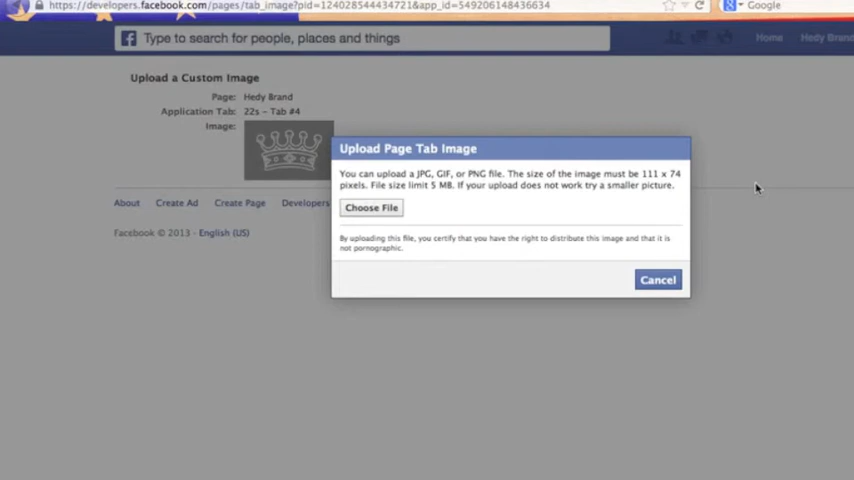 https://developers.facebook.com/pages/tab_image?pid=124028544434721&app_id=549206148436634
Google
Type to search for people, places and things
Home
Hedy Brand
Upload a Custom Image
Page: Hedy Brand
Application Tab: 22s - Tab #4
Image:
Upload Page Tab Image
You can upload a JPG, GIF, or PNG file. The size of the image must be 111 x 74
pixels. File size limit 5 MB. If your upload does not work try a smaller picture.
Choose File
By uploading this file, you certify that you have the right to distribute this image and that it is
not pornographic.
Cancel
About
Create Ad
Create Page
Developers
Facebook © 2013 · English (US)